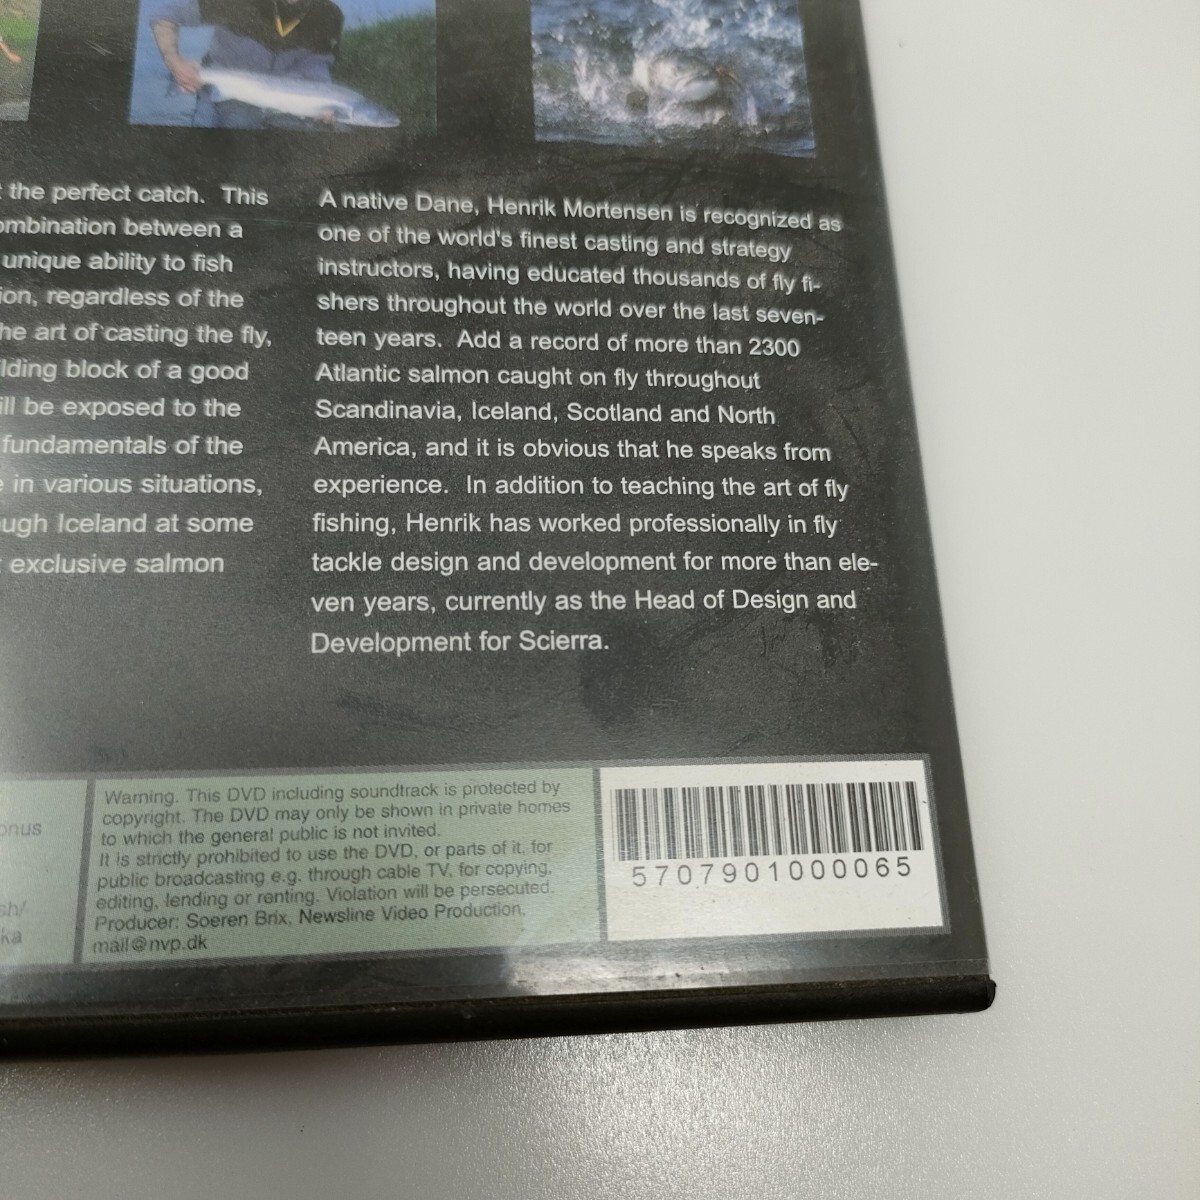 the perfect catch. This
ombination between a
unique ability to fish
ion, regardless of the
he art of casting the fly,
lding block of a good
ill be exposed to the
fundamentals of the
e in various situations,
ugh Iceland at some
exclusive salmon
A native Dane, Henrik Mortensen is recognized as
one of the world's finest casting and strategy
instructors, having educated thousands of fly fi-
shers throughout the world over the last seven-
teen years. Add a record of more than 2300
Atlantic salmon caught on fly throughout
Scandinavia, Iceland, Scotland and North
America, and it is obvious that he speaks from
experience. In addition to teaching the art of fly
fishing, Henrik has worked professionally in fly
tackle design and development for more than ele-
ven years, currently as the Head of Design and
Development for Scierra.
onus
sh/
ka
Warning. This DVD including soundtrack is protected by
copyright. The DVD may only be shown in private homes
to which the general public is not invited.
It is strictly prohibited to use the DVD, or parts of it, for
public broadcasting e.g. through cable TV, for copying,
editing, lending or renting. Violation will be persecuted.
Producer: Soeren Brix, Newsline Video Production.
mail@nvp.dk
5707901000065